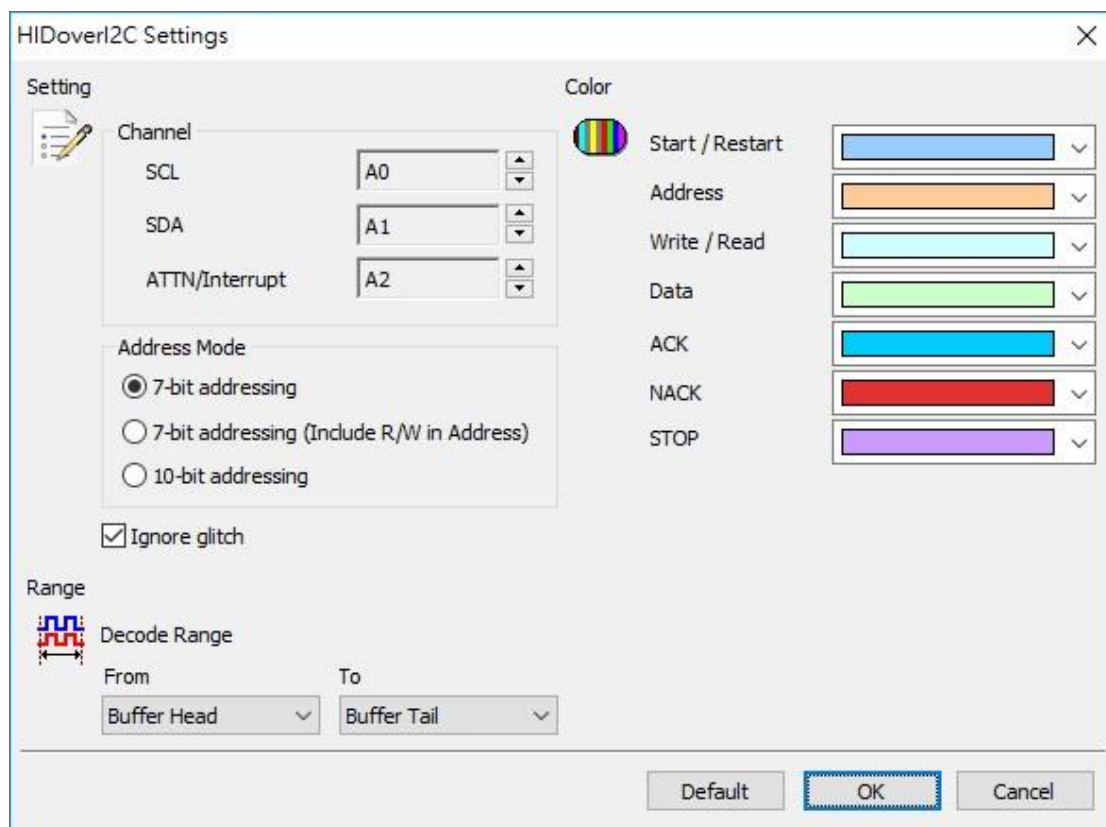 HIDoverI2C Settings
Setting
Channel
SCL A0
SDA A1
ATTN/Interrupt A2
Address Mode
7-bit addressing
7-bit addressing (Include R/W in Address)
10-bit addressing
Ignore glitch
Range
Decode Range
From To
Buffer Head Buffer Tail
Color
Start / Restart
Address
Write / Read
Data
ACK
NACK
STOP
Default OK Cancel